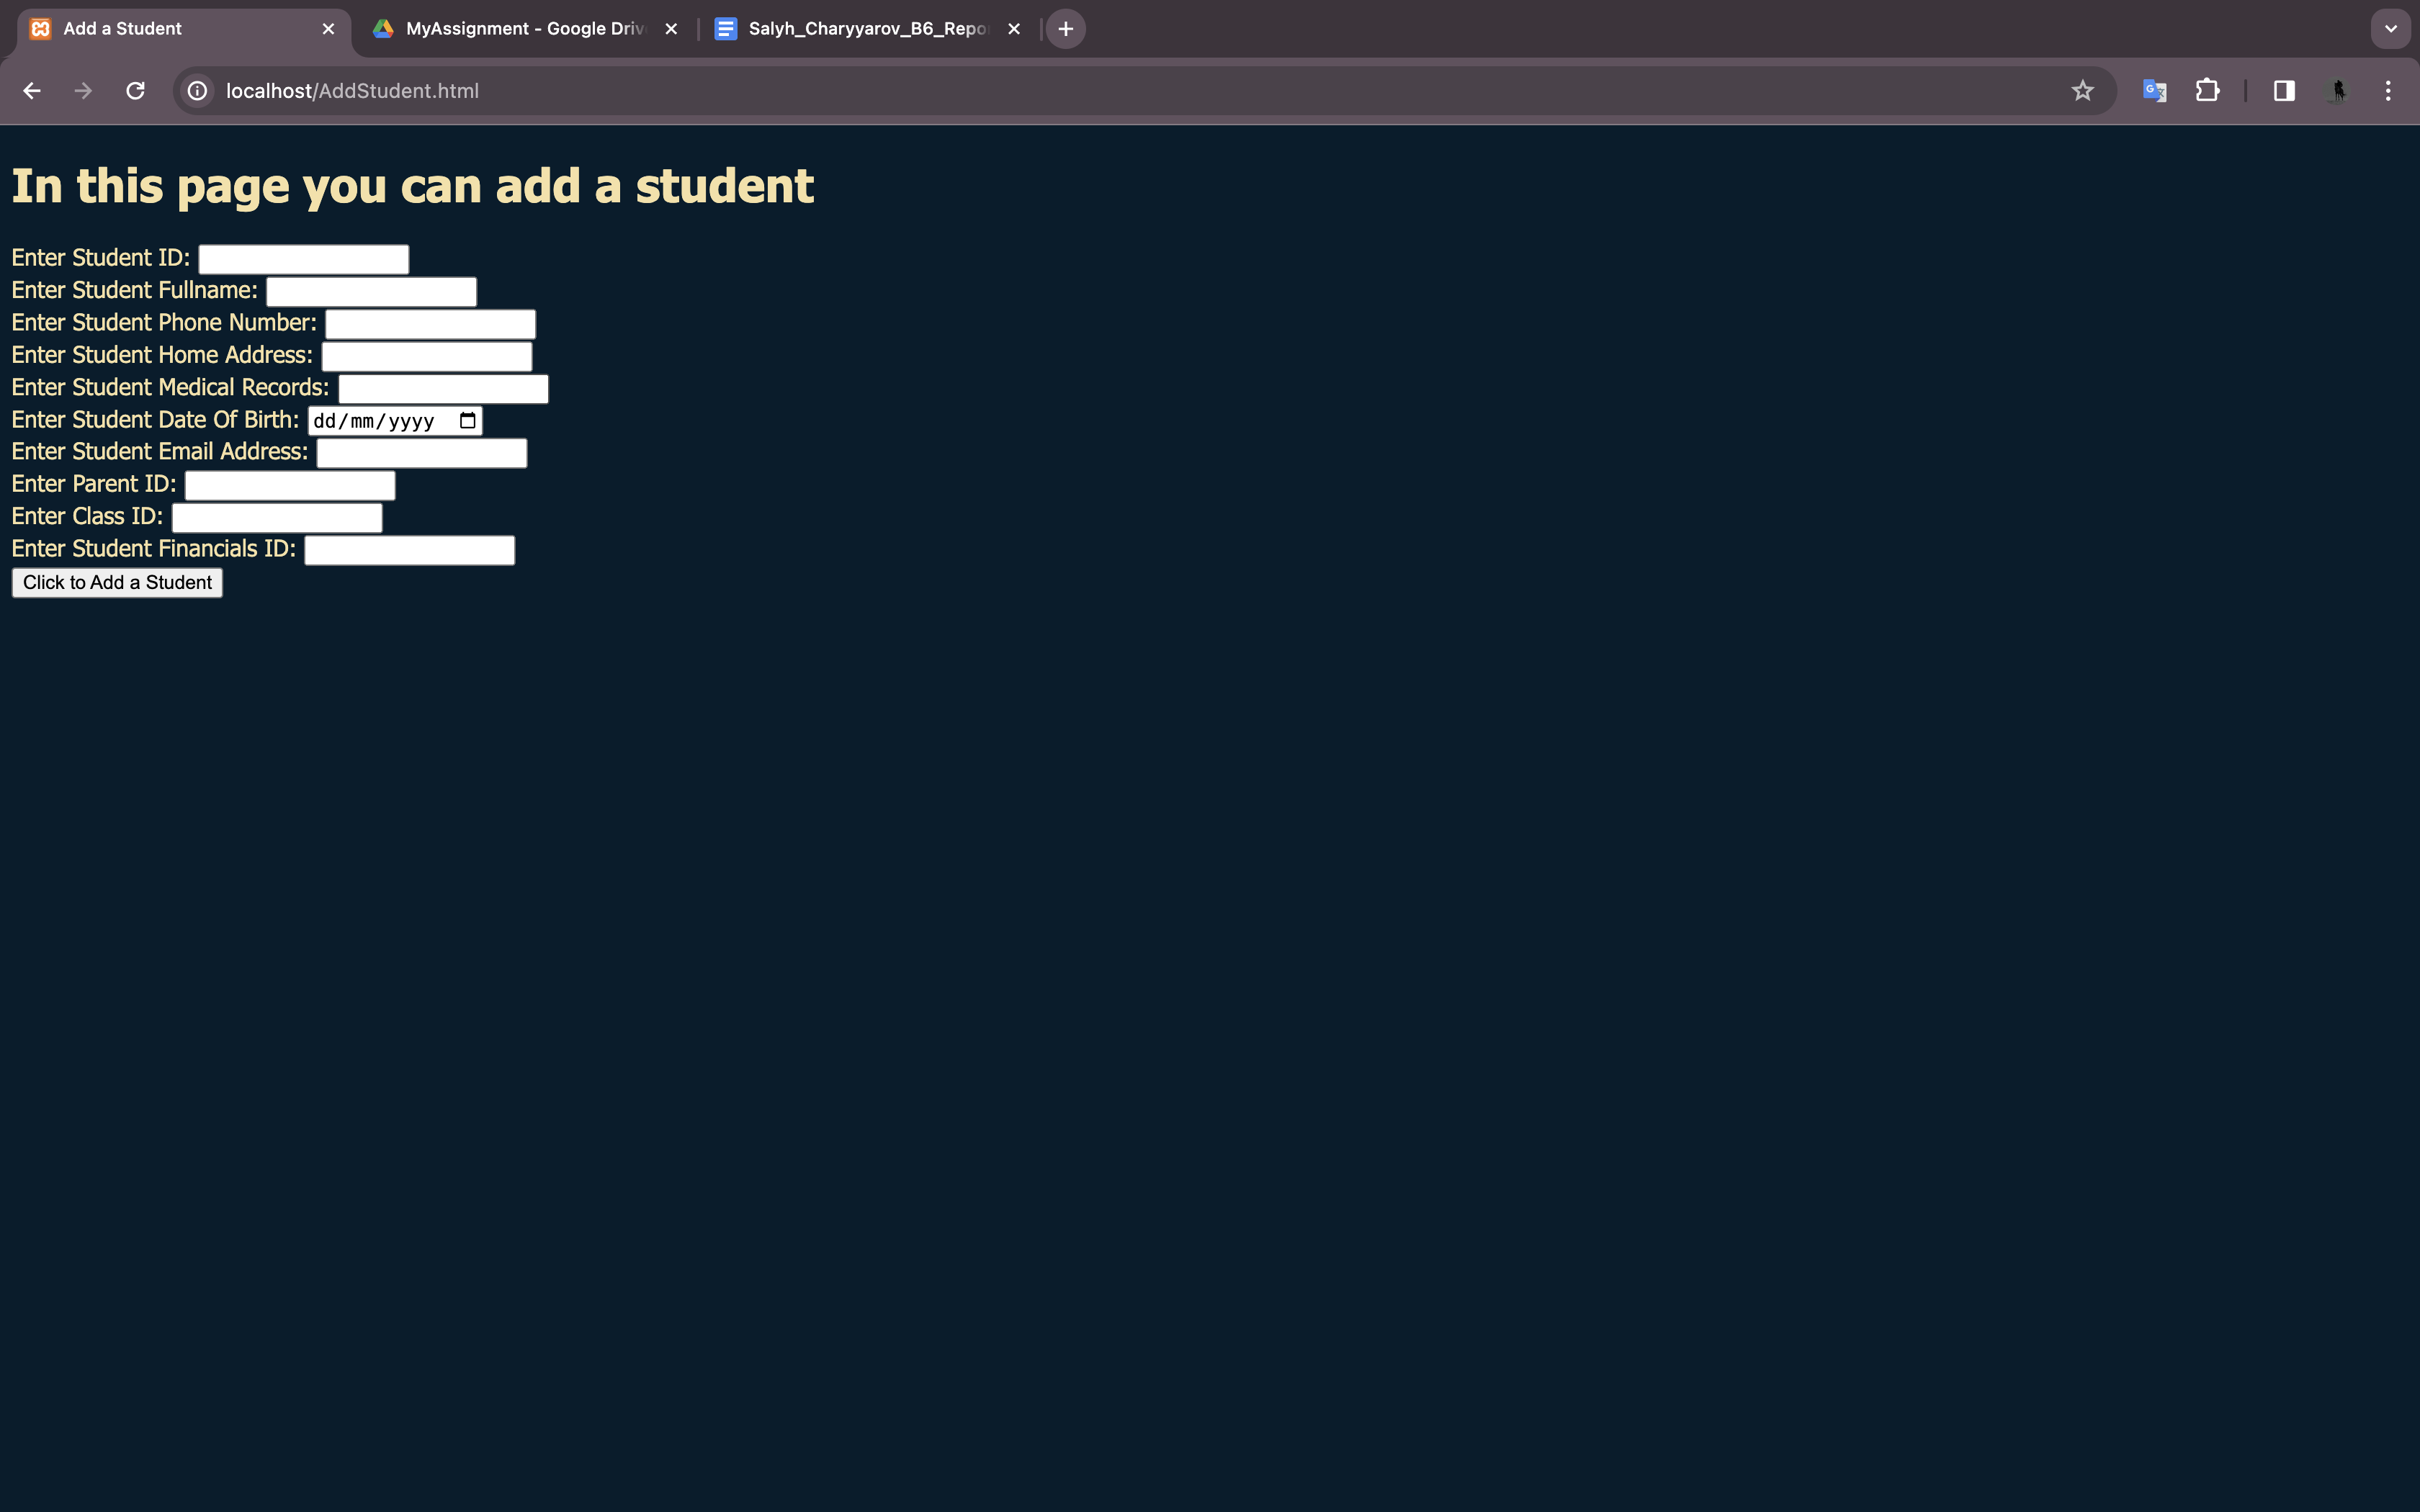 Add a Student
MyAssignment - Google Driv
Salyh_Charyyarov_B6_Repo
localhost/AddStudent.html
In this page you can add a student
Enter Student ID:
Enter Student Fullname:
Enter Student Phone Number:
Enter Student Home Address:
Enter Student Medical Records:
Enter Student Date Of Birth: dd/mm/yyyy
Enter Student Email Address:
Enter Parent ID:
Enter Class ID:
Enter Student Financials ID:
Click to Add a Student